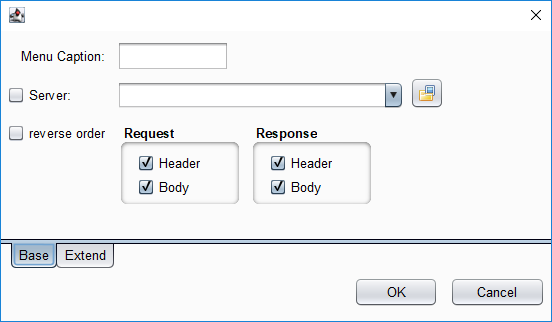 Menu Caption:
Server:
reverse order
Request
Response
Header
Header
Body
Body
Base
Extend
OK
Cancel